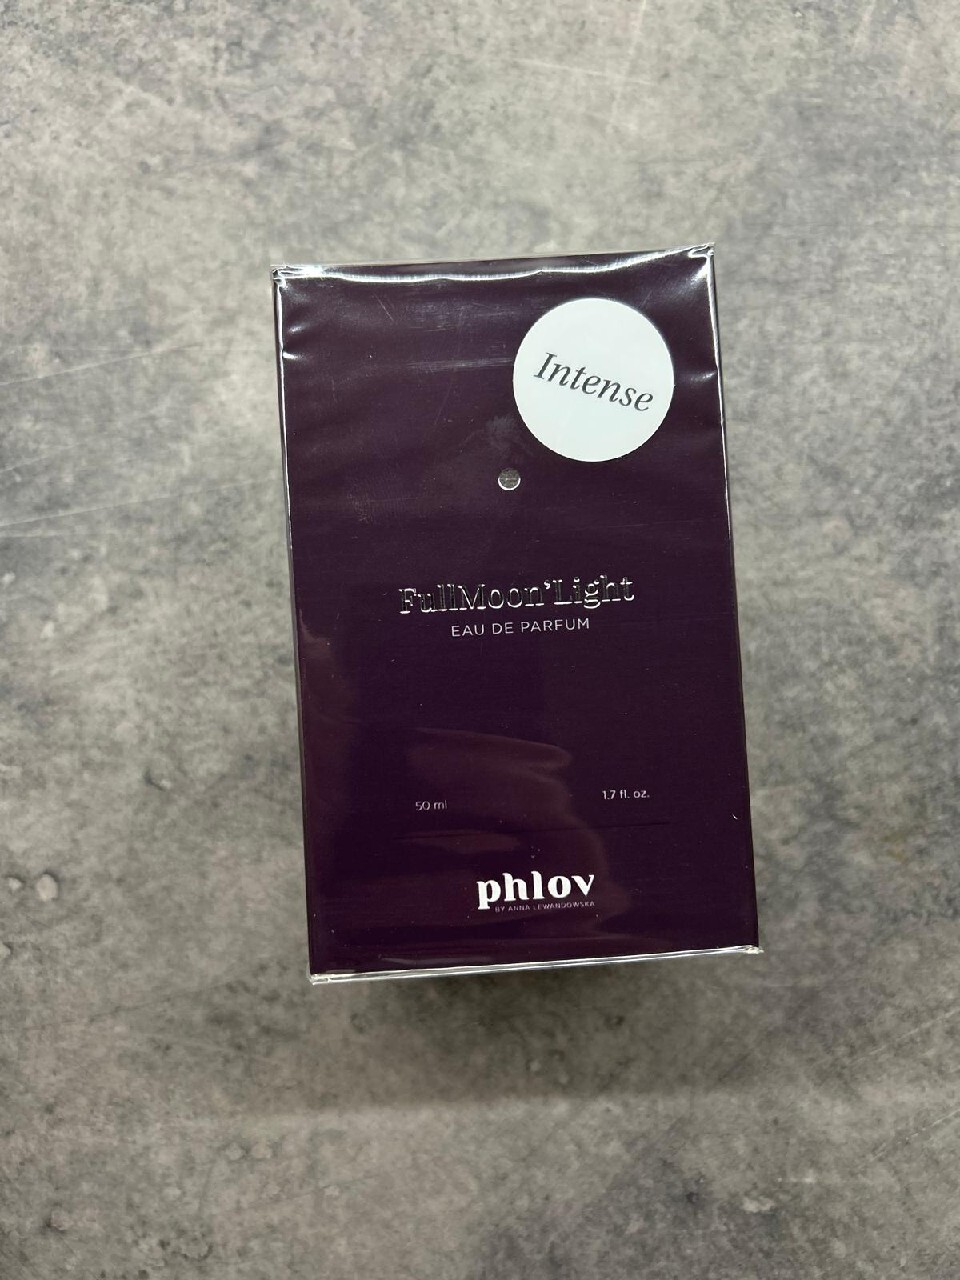 Intense
FullMoon'Light
EAU DE PARFUM
50 ml
1.7 fl. oz.
phlov
BY ANNA LEWANDOWSKA